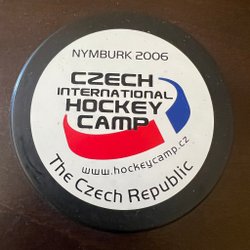 NYMBURK 2006
CZECH
INTERNATIONAL
HOCKEY
CAMP
www.hockeycamp.cz
The Czech Republic